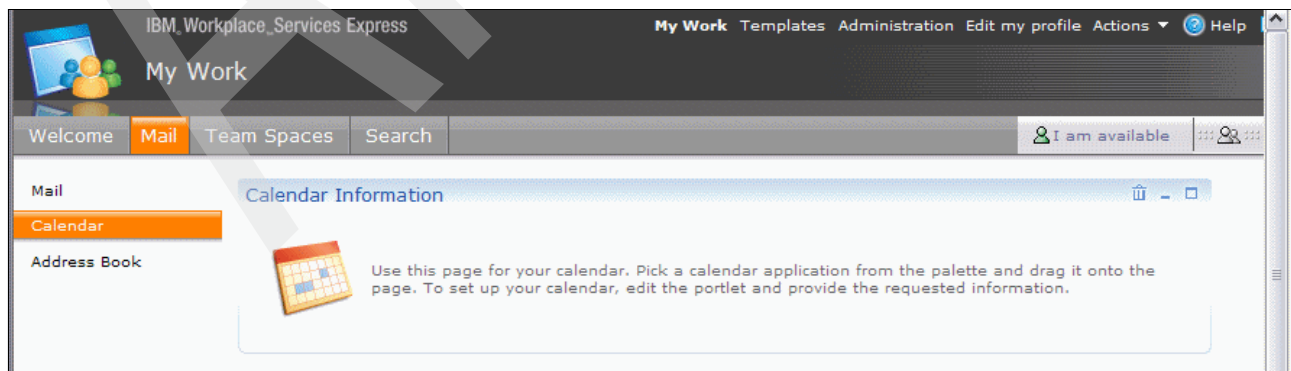 IBM Workplace Services Express
My Work Templates Administration Edit my profile Actions Help
My Work
Welcome Mail Team Spaces Search
I am available
Mail
Calendar Information
Calendar
Address Book
Use this page for your calendar. Pick a calendar application from the palette and drag it onto the
page. To set up your calendar, edit the portlet and provide the requested information.